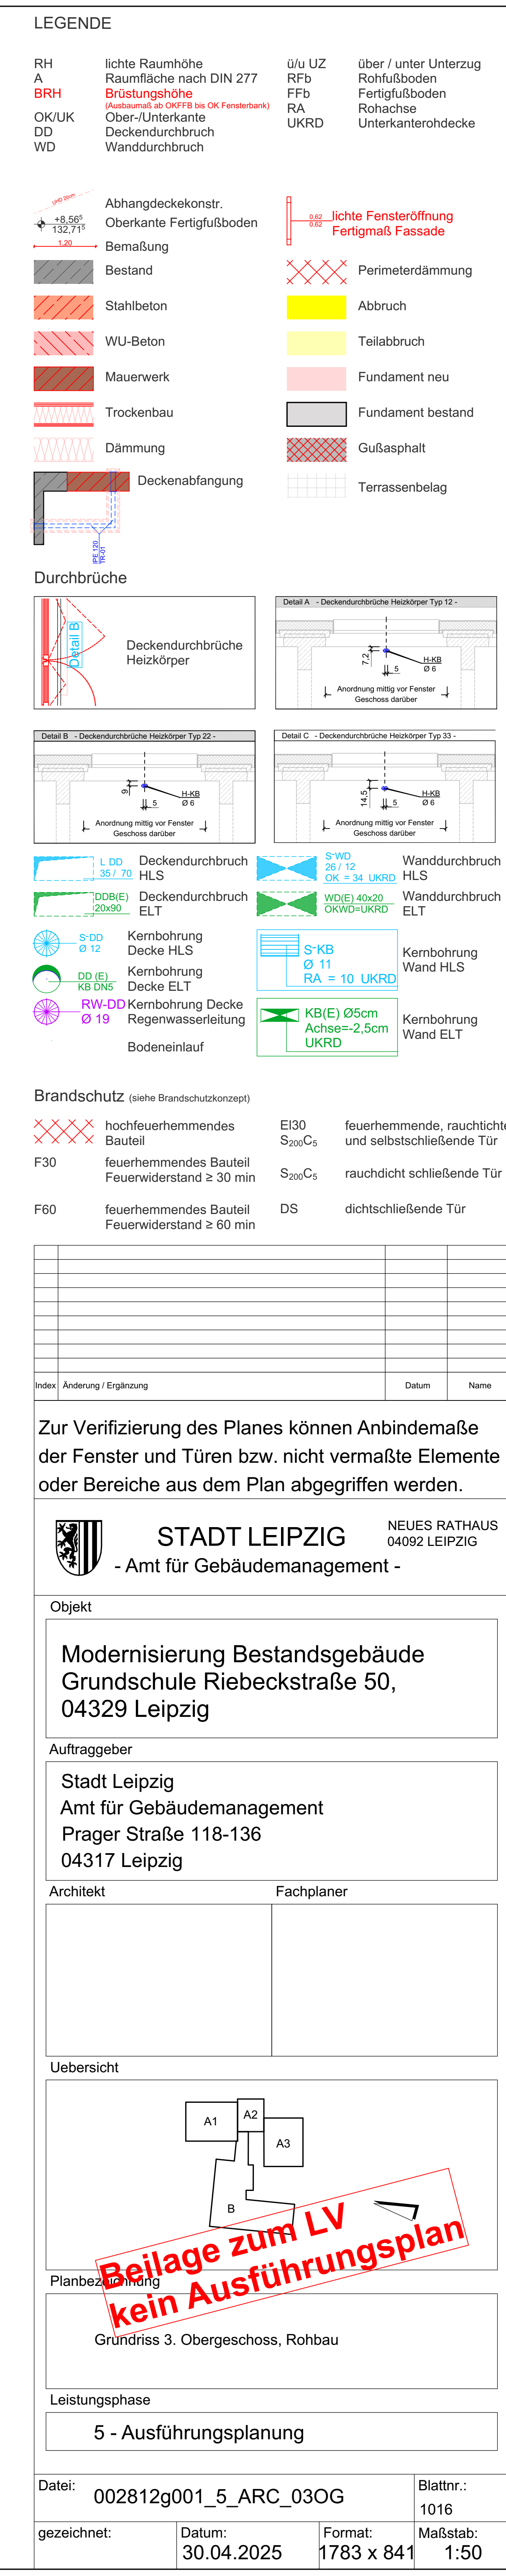 LEGENDE
RH lichte Raumhöhe
A Raumfläche nach DIN 277
BRH Brüstungshöhe
(Ausbaumaß ab OKFFB bis OK Fensterbank)
OK/UK Ober-/Unterkante
DD Deckendurchbruch
WD Wanddurchbruch
ü/u UZ über / unter Unterzug
RFb Rohfußboden
FFb Fertigfußboden
RA Rohachse
UKRD Unterkanterohdecke
UHD 20cm
Abhangdeckekonstr.
+8,56⁵
132,71⁵
Oberkante Fertigfußboden
1,20
Bemaßung
Bestand
Stahlbeton
WU-Beton
Mauerwerk
Trockenbau
Dämmung
Deckenabfangung
IPE 120
TR-01
0,62
0,62
lichte Fensteröffnung
Fertigmaß Fassade
Perimeterdämmung
Abbruch
Teilabbruch
Fundament neu
Fundament bestand
Gußasphalt
Terrassenbelag
Durchbrüche
Detail B
Deckendurchbrüche
Heizkörper
Detail A - Deckendurchbrüche Heizkörper Typ 12 -
7,2
5
H-KB
Ø 6
Anordnung mittig vor Fenster
Geschoss darüber
Detail B - Deckendurchbrüche Heizkörper Typ 22 -
9
5
H-KB
Ø 6
Anordnung mittig vor Fenster
Geschoss darüber
Detail C - Deckendurchbrüche Heizkörper Typ 33 -
14,5
5
H-KB
Ø 6
Anordnung mittig vor Fenster
Geschoss darüber
L DD
35 / 70
Deckendurchbruch
HLS
S-WD
26 / 12
OK = 34 UKRD
Wanddurchbruch
HLS
DDB(E)
20x90
Deckendurchbruch
ELT
WD(E) 40x20
OKWD=UKRD
Wanddurchbruch
ELT
S-DD
Ø 12
Kernbohrung
Decke HLS
DD (E)
KB DN5
Kernbohrung
Decke ELT
RW-DD
Ø 19
Kernbohrung Decke
Regenwasserleitung
Bodeneinlauf
S-KB
Ø 11
RA = 10 UKRD
Kernbohrung
Wand HLS
KB(E) Ø5cm
Achse=-2,5cm
UKRD
Kernbohrung
Wand ELT
Brandschutz (siehe Brandschutzkonzept)
hochfeuerhemmendes
Bauteil
F30 feuerhemmendes Bauteil
Feuerwiderstand ≥ 30 min
F60 feuerhemmendes Bauteil
Feuerwiderstand ≥ 60 min
EI30 feuerhemmende, rauchtichte
S₂₀₀C₅ und selbstschließende Tür
S₂₀₀C₅ rauchdicht schließende Tür
DS dichtschließende Tür
Index Änderung / Ergänzung Datum Name
Zur Verifizierung des Planes können Anbindemaße
der Fenster und Türen bzw. nicht vermaßte Elemente
oder Bereiche aus dem Plan abgegriffen werden.
STADT LEIPZIG
- Amt für Gebäudemanagement -
NEUES RATHAUS
04092 LEIPZIG
Objekt
Modernisierung Bestandsgebäude
Grundschule Riebeckstraße 50,
04329 Leipzig
Auftraggeber
Stadt Leipzig
Amt für Gebäudemanagement
Prager Straße 118-136
04317 Leipzig
Architekt Fachplaner
Uebersicht
A1
A2
A3
B
Beilage zum LV
kein Ausführungsplan
Planbezeichnung
Grundriss 3. Obergeschoss, Rohbau
Leistungsphase
5 - Ausführungsplanung
Datei: 002812g001_5_ARC_03OG
Blattnr.:
1016
gezeichnet:
Datum:
30.04.2025
Format:
1783 x 841
Maßstab:
1:50